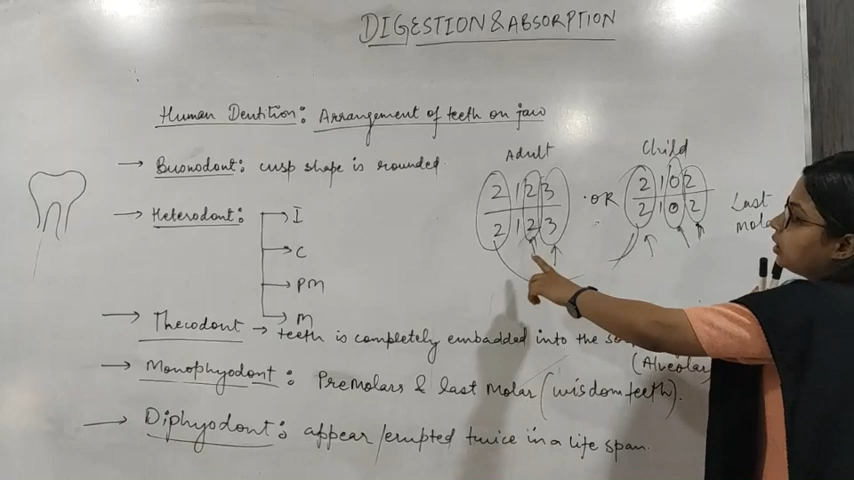 DIGESTION & ABSORPTION
Human Dentition: Arrangement of teeth on jaw
→ Bunodont: cusp shape is rounded.
→ Heterodont: → I
→ C
→ PM
→ M
Adult
2 1 2 3
2 1 2 3
OR
Child
2 1 0 2
2 1 0 2
Last
→ Thecodont → teeth is completely embadded into the
(Alveolar
→ Monophyodont: PreMolars & last Molar (wisdom teeth).
→ Diphyodont: appear/erupted twice in a life span.